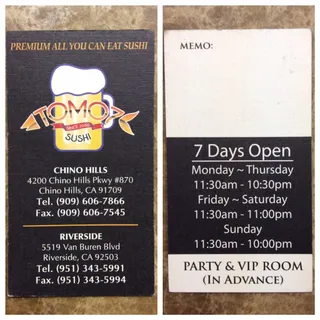 PREMIUM ALL YOU CAN EAT SUSHI
TOMO
SUSHI
CHINO HILLS
4200 Chino Hills Pkwy #870
Chino Hills, CA 91709
Tel. (909) 606-7866
Fax. (909) 606-7545
RIVERSIDE
5519 Van Buren Blvd
Riverside, CA 92503
Tel. (951) 343-5991
Fax. (951) 343-5994
MEMO:
7 Days Open
Monday ~ Thursday
11:30am - 10:30pm
Friday ~ Saturday
11:30am - 11:00pm
Sunday
11:30am - 10:00pm
PARTY & VIP ROOM
(IN ADVANCE)